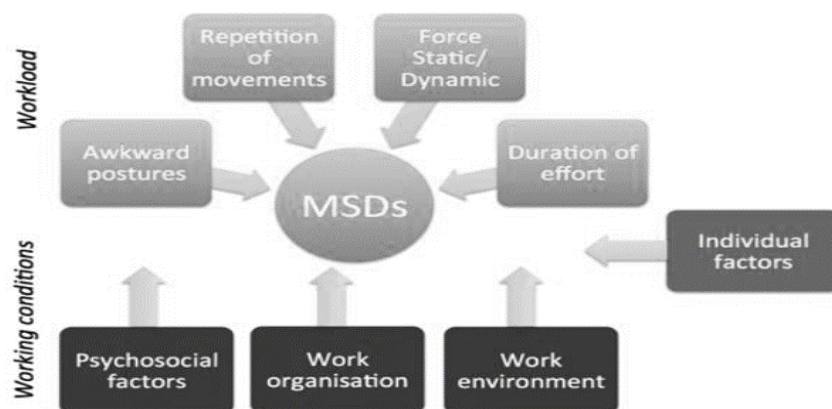 Workload
Repetition
of
movements
Force
Static/
Dynamic
Awkward
postures
MSDs
Duration of
effort
Individual
factors
Working conditions
Psychosocial
factors
Work
organisation
Work
environment